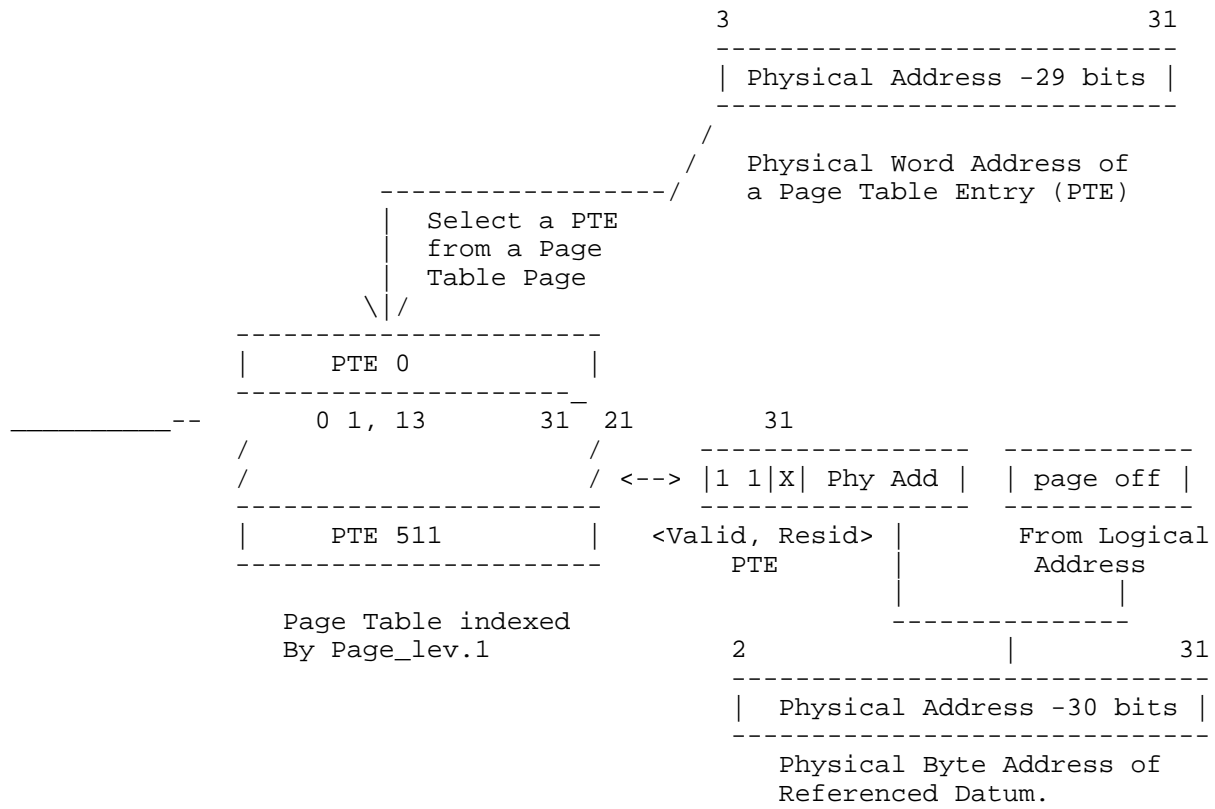 3 31
| Physical Address -29 bits |
Physical Word Address of
a Page Table Entry (PTE)
Select a PTE
from a Page
Table Page
PTE 0
0 1, 13 31 21 31
<--> |1 1|X| Phy Add | | page off |
PTE 511 <Valid, Resid> From Logical
PTE Address
Page Table indexed
By Page_lev.1 2 31
| Physical Address -30 bits |
Physical Byte Address of
Referenced Datum.